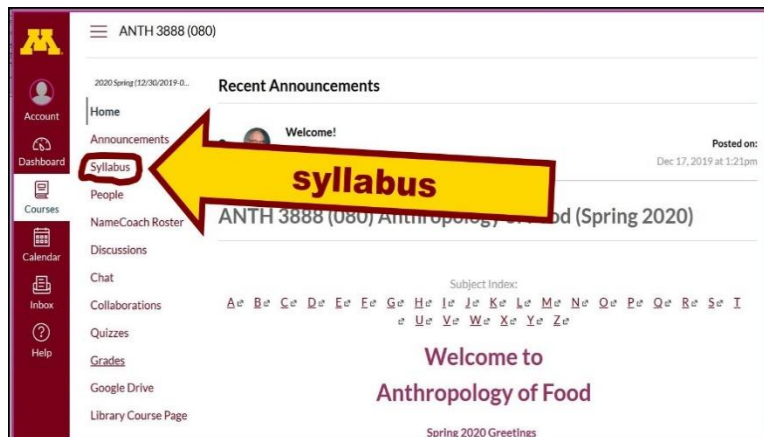 ANTH 3888 (080)
Account
Dashboard
Courses
Calendar
Inbox
Help
2020 Spring (12/30/2019-0...
Home
Announcements
Syllabus
People
NameCoach Roster
Discussions
Chat
Collaborations
Quizzes
Grades
Google Drive
Library Course Page
Recent Announcements
Welcome!
Posted on:
Dec 17, 2019 at 1:21pm
syllabus
ANTH 3888 (080) Anthropology of Food (Spring 2020)
Subject Index:
A B C D E F G H I J K L M N O P Q R S T
U V W X Y Z
Welcome to
Anthropology of Food
Spring 2020 Greetings